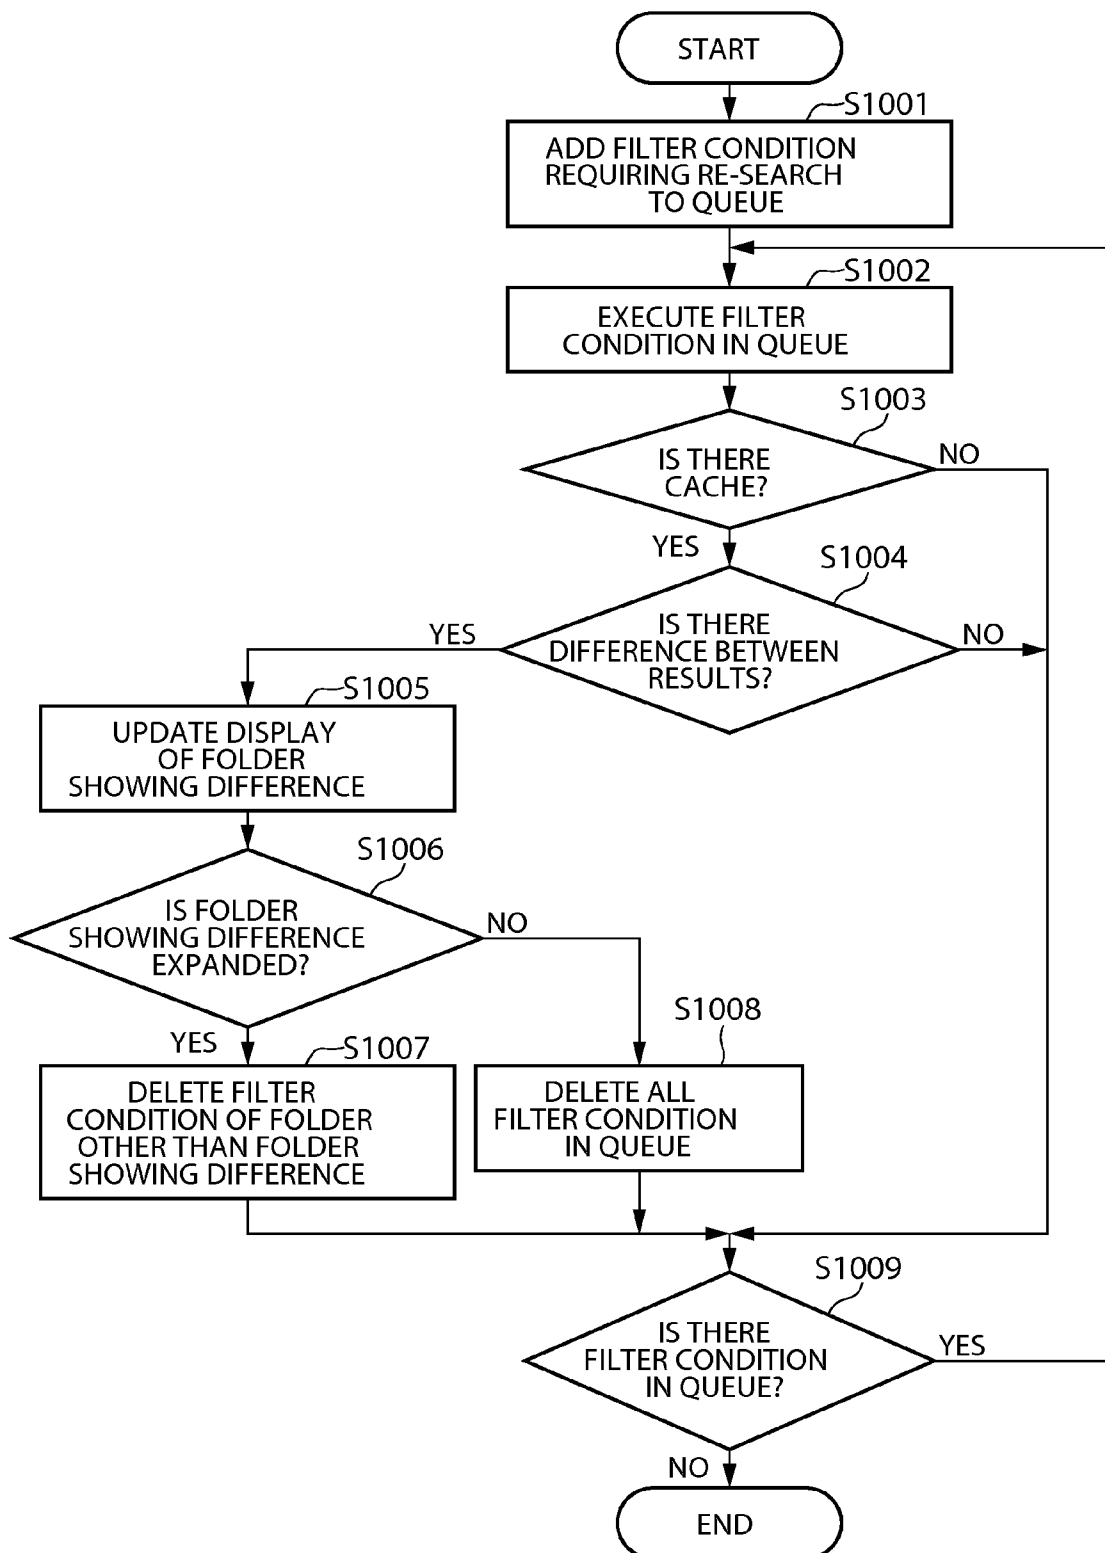 START
S1001
ADD FILTER CONDITION
REQUIRING RE-SEARCH
TO QUEUE
S1002
EXECUTE FILTER
CONDITION IN QUEUE
S1003
IS THERE
CACHE?
NO
YES
S1004
IS THERE
DIFFERENCE BETWEEN
RESULTS?
YES
NO
S1005
UPDATE DISPLAY
OF FOLDER
SHOWING DIFFERENCE
S1006
IS FOLDER
SHOWING DIFFERENCE
EXPANDED?
NO
YES
S1007
DELETE FILTER
CONDITION OF FOLDER
OTHER THAN FOLDER
SHOWING DIFFERENCE
S1008
DELETE ALL
FILTER CONDITION
IN QUEUE
S1009
IS THERE
FILTER CONDITION
IN QUEUE?
YES
NO
END